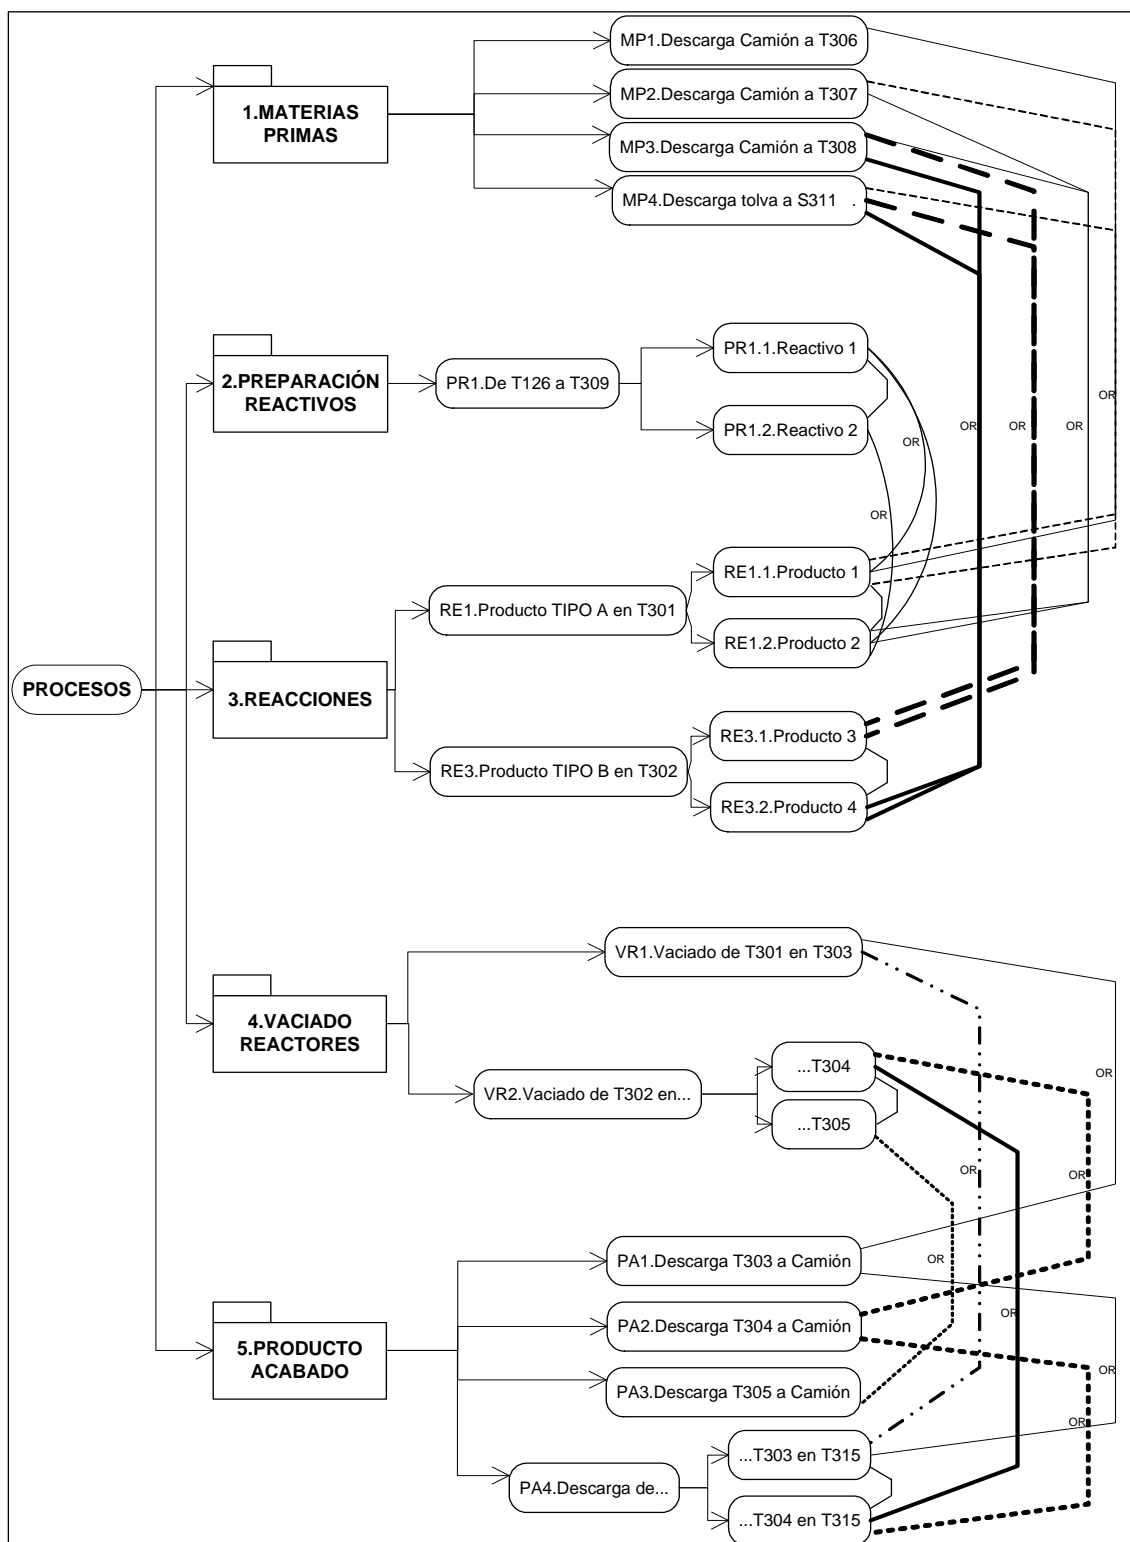 MP1.Descarga Camión a T306
MP2.Descarga Camión a T307
1.MATERIAS
PRIMAS
MP3.Descarga Camión a T308
MP4.Descarga tolva a S311 .
PR1.1.Reactivo 1
2.PREPARACIÓN
REACTIVOS
PR1.De T126 a T309
PR1.2.Reactivo 2
OR
OR
OR
OR
OR
OR
RE1.1.Producto 1
RE1.Producto TIPO A en T301
RE1.2.Producto 2
PROCESOS
3.REACCIONES
RE3.1.Producto 3
RE3.Producto TIPO B en T302
RE3.2.Producto 4
VR1.Vaciado de T301 en T303
4.VACIADO
REACTORES
...T304
OR
VR2.Vaciado de T302 en...
...T305
OR
OR
PA1.Descarga T303 a Camión
OR
PA2.Descarga T304 a Camión
OR
5.PRODUCTO
ACABADO
OR
PA3.Descarga T305 a Camión
OR
...T303 en T315
PA4.Descarga de...
...T304 en T315